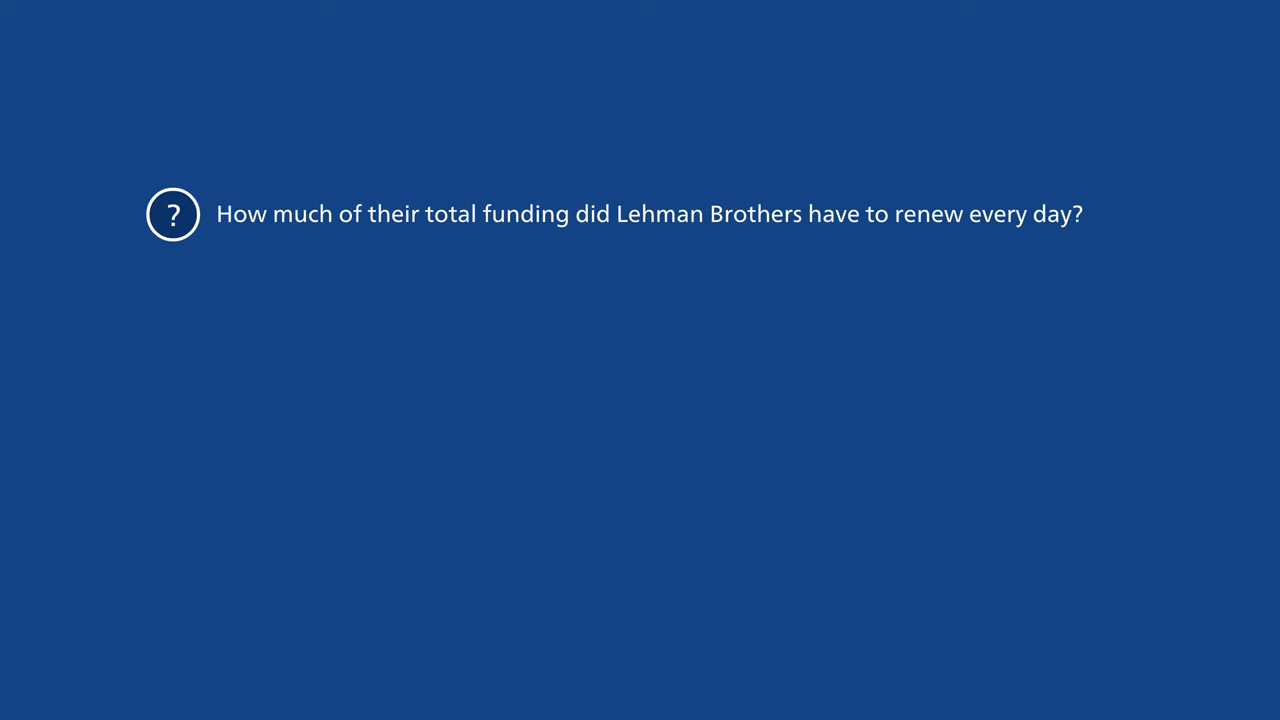 ? How much of their total funding did Lehman Brothers have to renew every day?